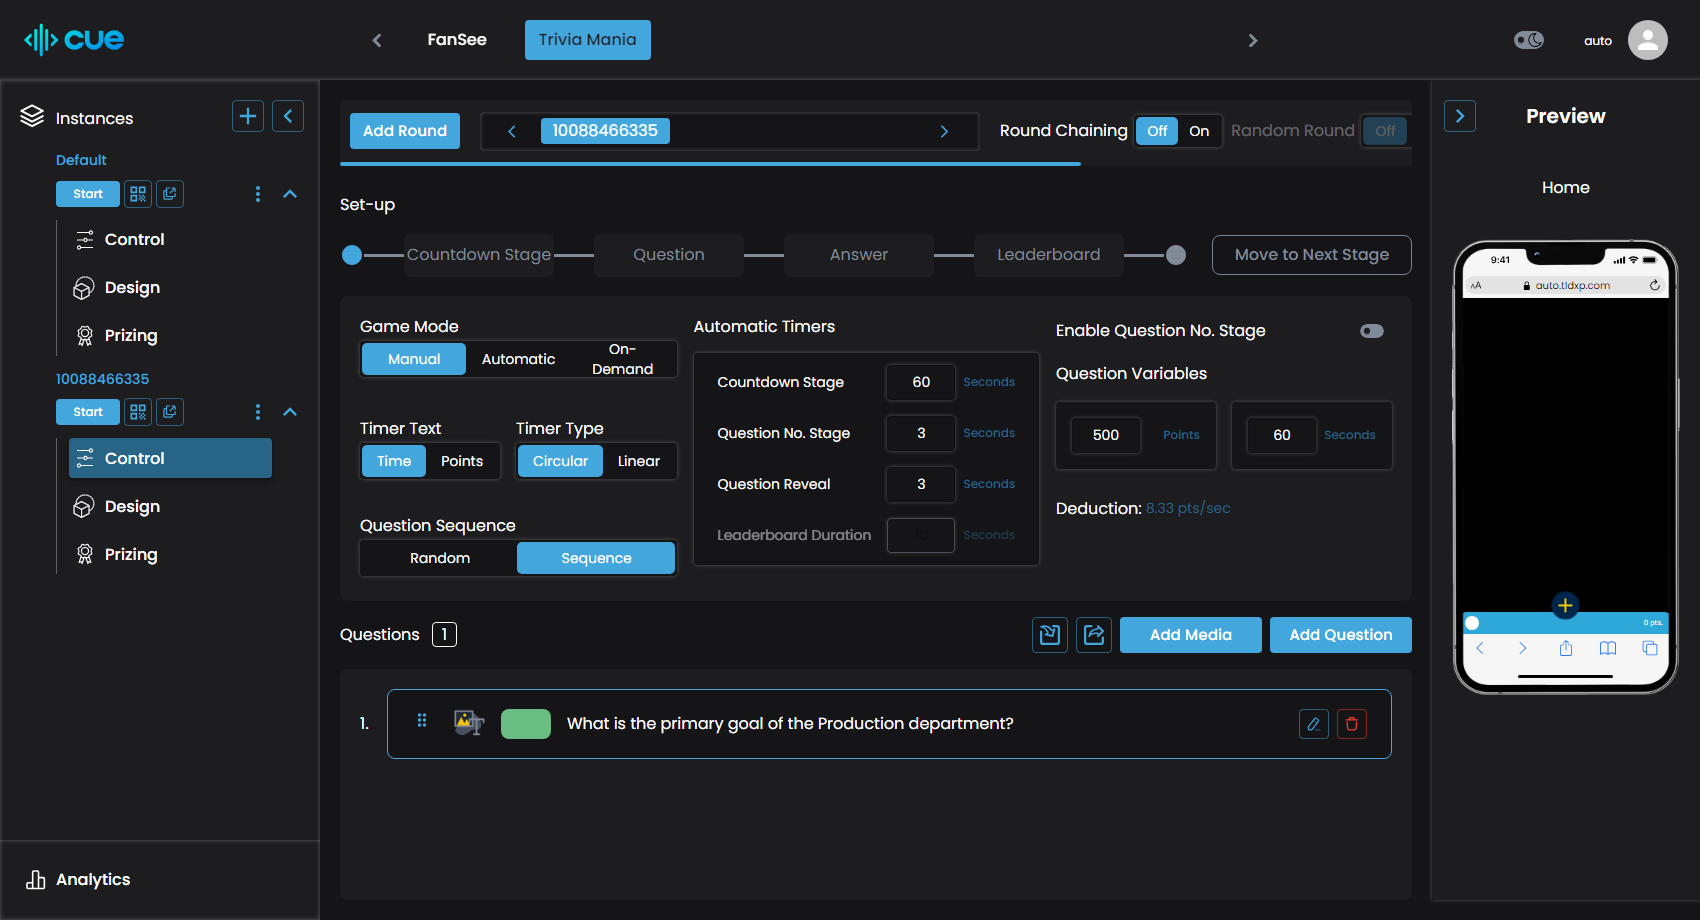 cue
FanSee
Trivia Mania
auto
Instances
Default
Start
Control
Design
Prizing
10088466335
Start
Control
Design
Prizing
Analytics
Add Round
10088466335
Round Chaining
Off
On
Random Round
Off
Set-up
Countdown Stage
Question
Answer
Leaderboard
Move to Next Stage
Game Mode
Manual
Automatic
On-
Demand
Timer Text
Time
Points
Timer Type
Circular
Linear
Question Sequence
Random
Sequence
Automatic Timers
Countdown Stage
60
Seconds
Question No. Stage
3
Seconds
Question Reveal
3
Seconds
Leaderboard Duration
Seconds
Enable Question No. Stage
Question Variables
500
Points
60
Seconds
Deduction: 8.33 pts/sec
Questions
1
Add Media
Add Question
1.
What is the primary goal of the Production department?
Preview
Home
9:41
AA
auto.tldxp.com
0 pts.